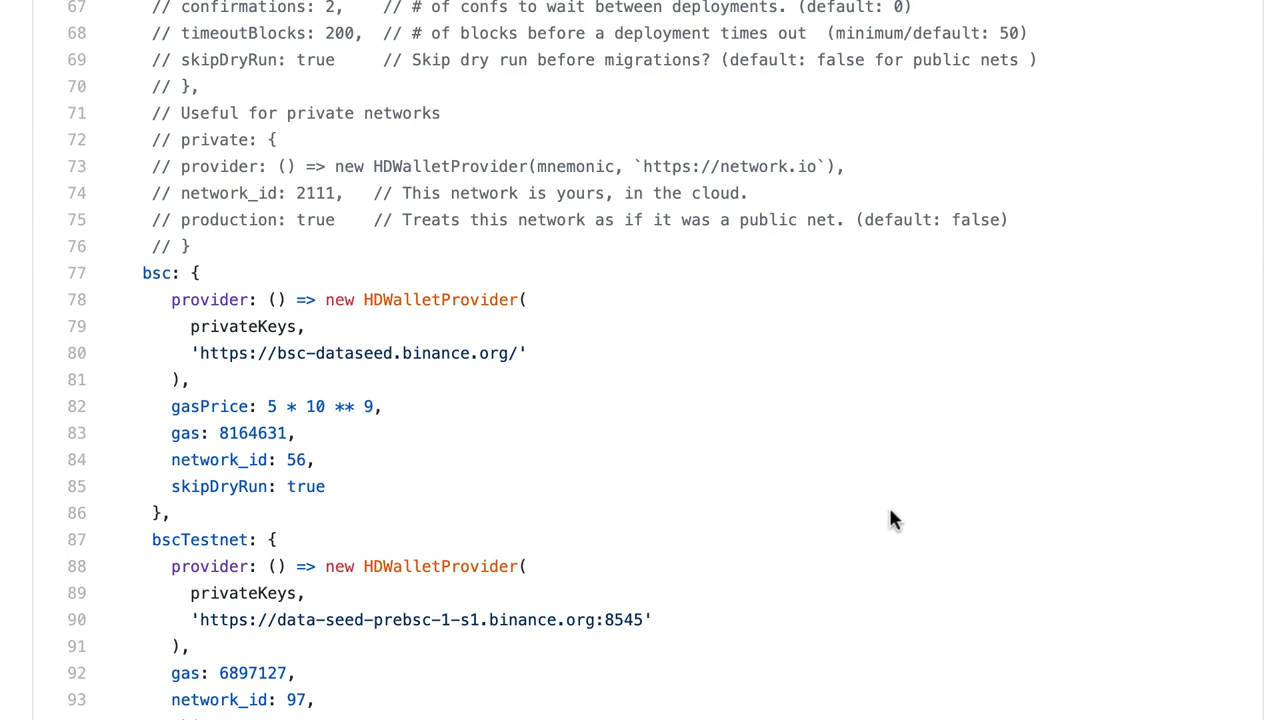 67 // confirmations: 2,    // # of confs to wait between deployments. (default: 0)
68 // timeoutBlocks: 200,  // # of blocks before a deployment times out  (minimum/default: 50)
69 // skipDryRun: true     // Skip dry run before migrations? (default: false for public nets )
70 // },
71 // Useful for private networks
72 // private: {
73 // provider: () => new HDWalletProvider(mnemonic, `https://network.io`),
74 // network_id: 2111,   // This network is yours, in the cloud.
75 // production: true    // Treats this network as if it was a public net. (default: false)
76 // }
77 bsc: {
78 provider: () => new HDWalletProvider(
79 privateKeys,
80 'https://bsc-dataseed.binance.org/'
81 ),
82 gasPrice: 5 * 10 ** 9,
83 gas: 8164631,
84 network_id: 56,
85 skipDryRun: true
86 },
87 bscTestnet: {
88 provider: () => new HDWalletProvider(
89 privateKeys,
90 'https://data-seed-prebsc-1-s1.binance.org:8545'
91 ),
92 gas: 6897127,
93 network_id: 97,